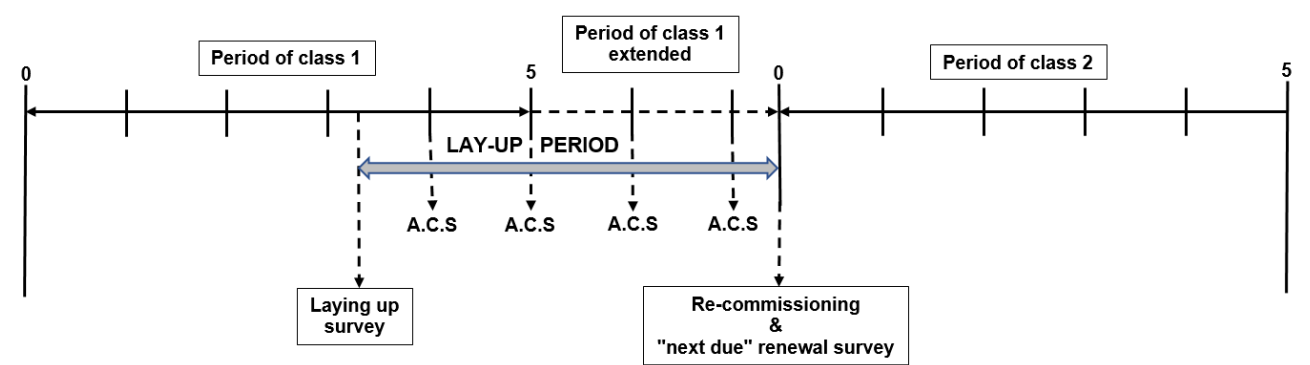 Period of class 1
Period of class 1
extended
Period of class 2
0
5
0
5
LAY-UP PERIOD
A.C.S
A.C.S
A.C.S
A.C.S
Laying up
survey
Re-commissioning
&
"next due" renewal survey